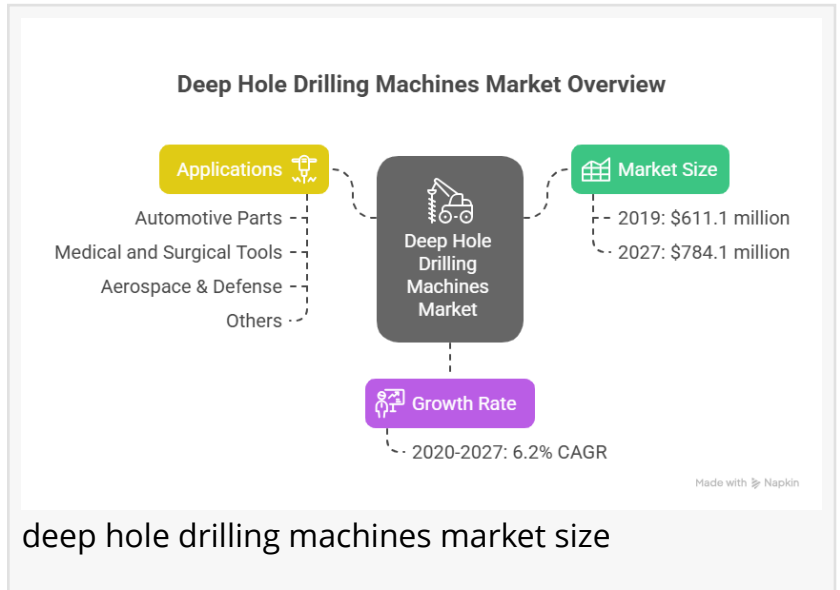 Deep Hole Drilling Machines Market Overview
Applications
Automotive Parts
Medical and Surgical Tools
Aerospace & Defense
Others
Deep Hole
Drilling
Machines
Market
Market Size
2019: $611.1 million
2027: $784.1 million
Growth Rate
2020-2027: 6.2% CAGR
Made with Napkin
deep hole drilling machines market size